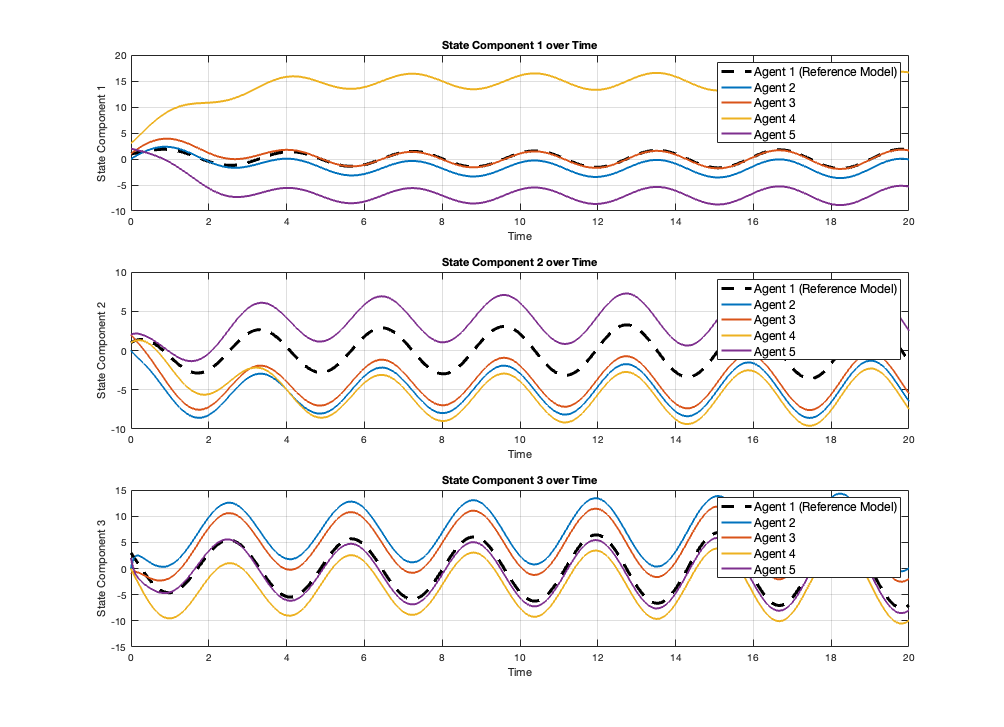 State Component 1 over Time
State Component 1
20
15
10
5
0
-5
-10
Agent 1 (Reference Model)
Agent 2
Agent 3
Agent 4
Agent 5
0 2 4 6 8 10 12 14 16 18 20
Time
State Component 2 over Time
State Component 2
10
5
0
-5
-10
Agent 1 (Reference Model)
Agent 2
Agent 3
Agent 4
Agent 5
0 2 4 6 8 10 12 14 16 18 20
Time
State Component 3 over Time
State Component 3
15
10
5
0
-5
-10
-15
Agent 1 (Reference Model)
Agent 2
Agent 3
Agent 4
Agent 5
0 2 4 6 8 10 12 14 16 18 20
Time